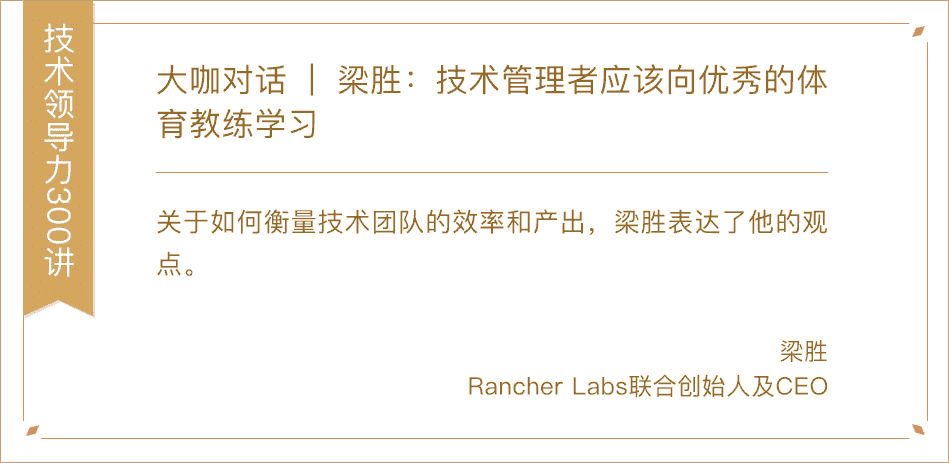 技术领导力300讲
大咖对话 | 梁胜：技术管理者应该向优秀的体
育教练学习
关于如何衡量技术团队的效率和产出，梁胜表达了他的观
点。
梁胜
Rancher Labs联合创始人及CEO